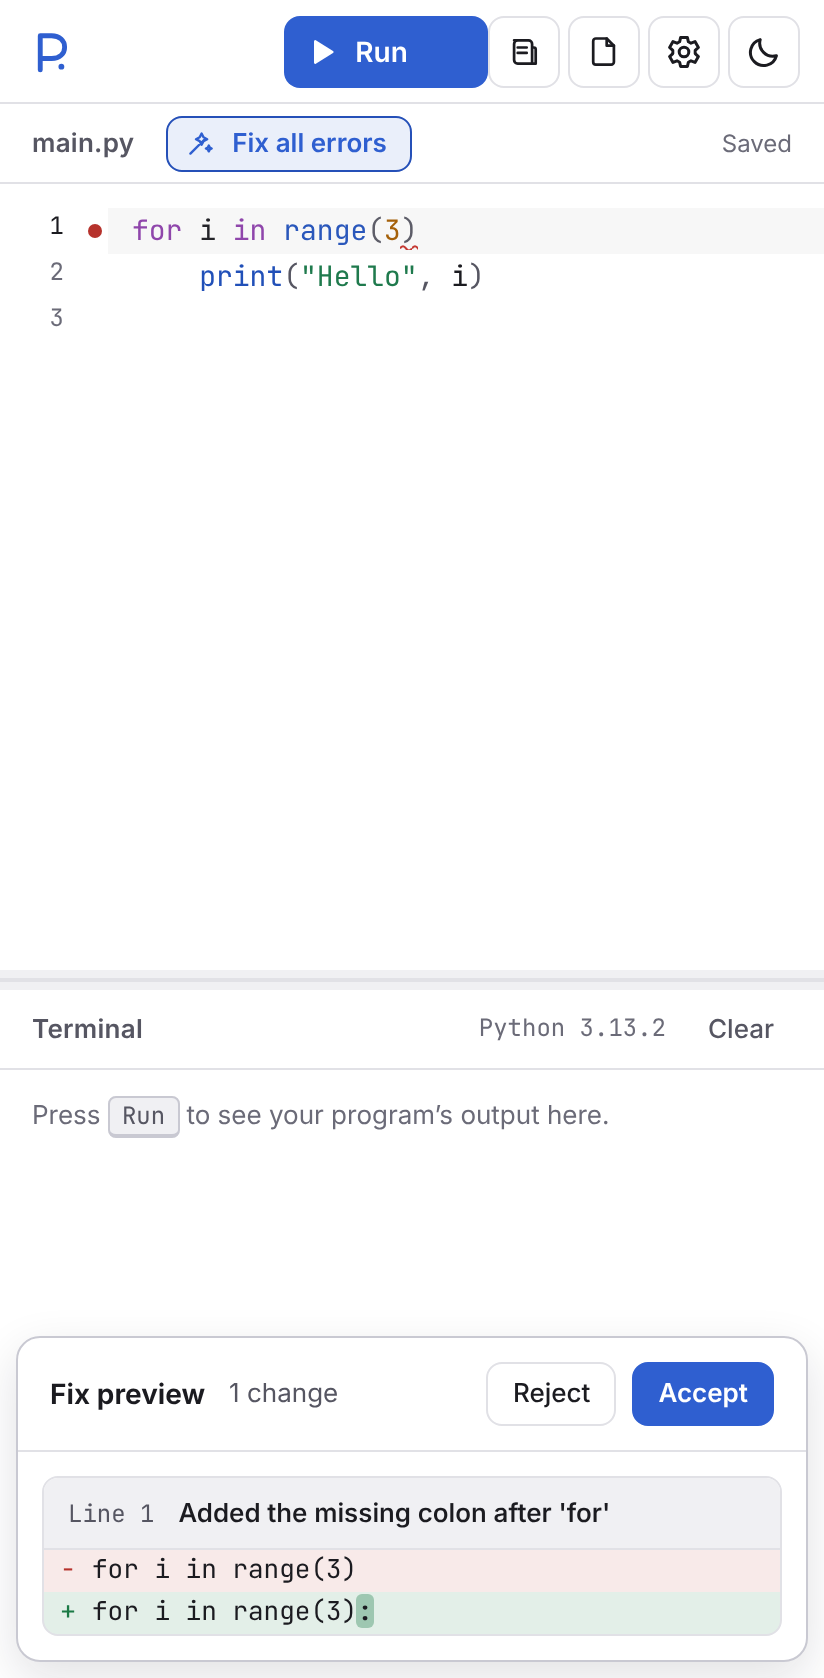 P.
Run
main.py Fix all errors Saved
1 for i in range(3)
2     print("Hello", i)
3
Terminal Python 3.13.2 Clear
Press Run to see your program’s output here.
Fix preview 1 change Reject Accept
Line 1 Added the missing colon after 'for'
- for i in range(3)
+ for i in range(3):